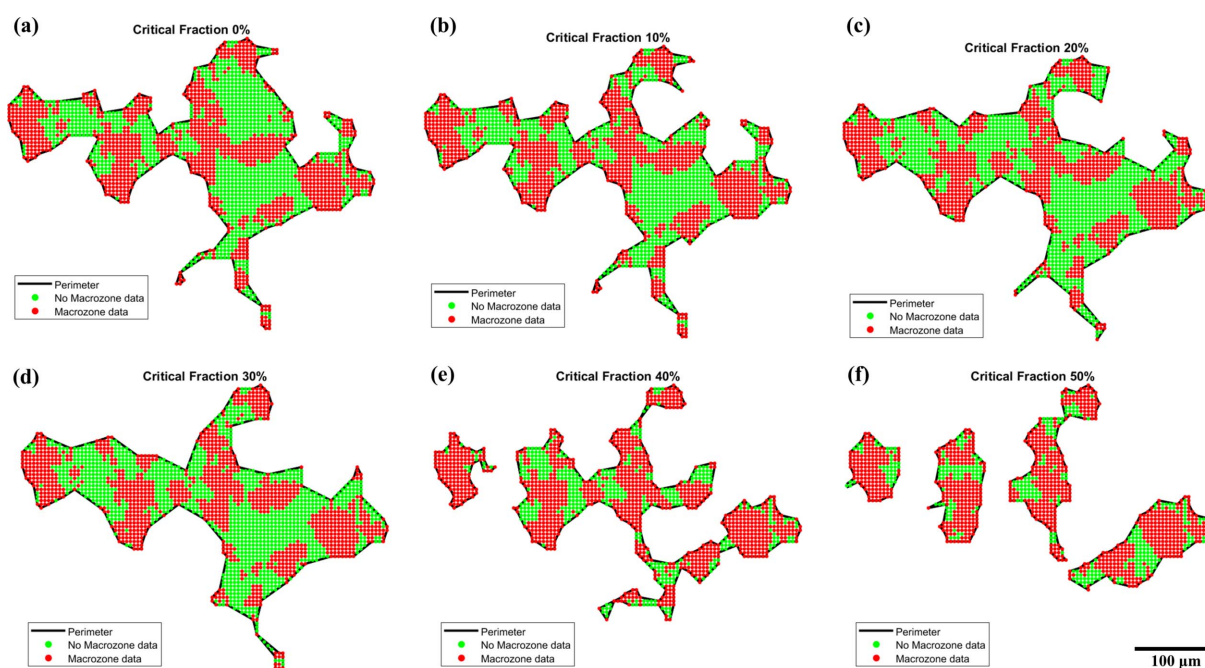 (a)
Critical Fraction 0%
Perimeter
No Macrozone data
Macrozone data
(b)
Critical Fraction 10%
Perimeter
No Macrozone data
Macrozone data
(c)
Critical Fraction 20%
Perimeter
No Macrozone data
Macrozone data
(d)
Critical Fraction 30%
Perimeter
No Macrozone data
Macrozone data
(e)
Critical Fraction 40%
Perimeter
No Macrozone data
Macrozone data
(f)
Critical Fraction 50%
Perimeter
No Macrozone data
Macrozone data
100 µm